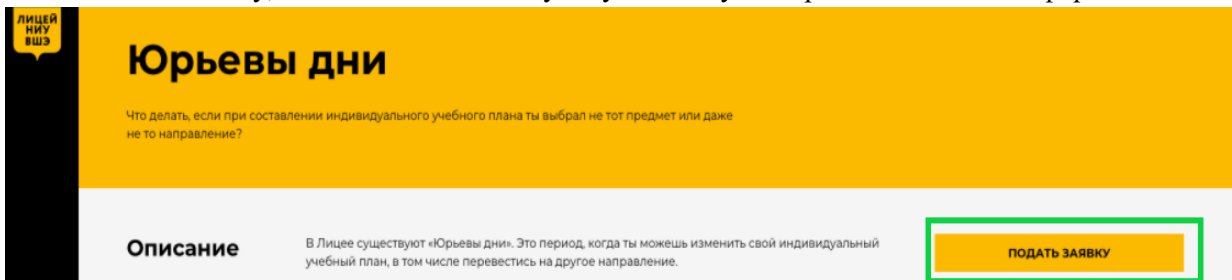 ЛИЦЕЙ
НИУ
ВШЭ
Юрьевы дни
Что делать, если при составлении индивидуального учебного плана ты выбрал не тот предмет или даже
не то направление?
Описание
В Лицее существуют «Юрьевы дни». Это период, когда ты можешь изменить свой индивидуальный
учебный план, в том числе перевестись на другое направление.
ПОДАТЬ ЗАЯВКУ